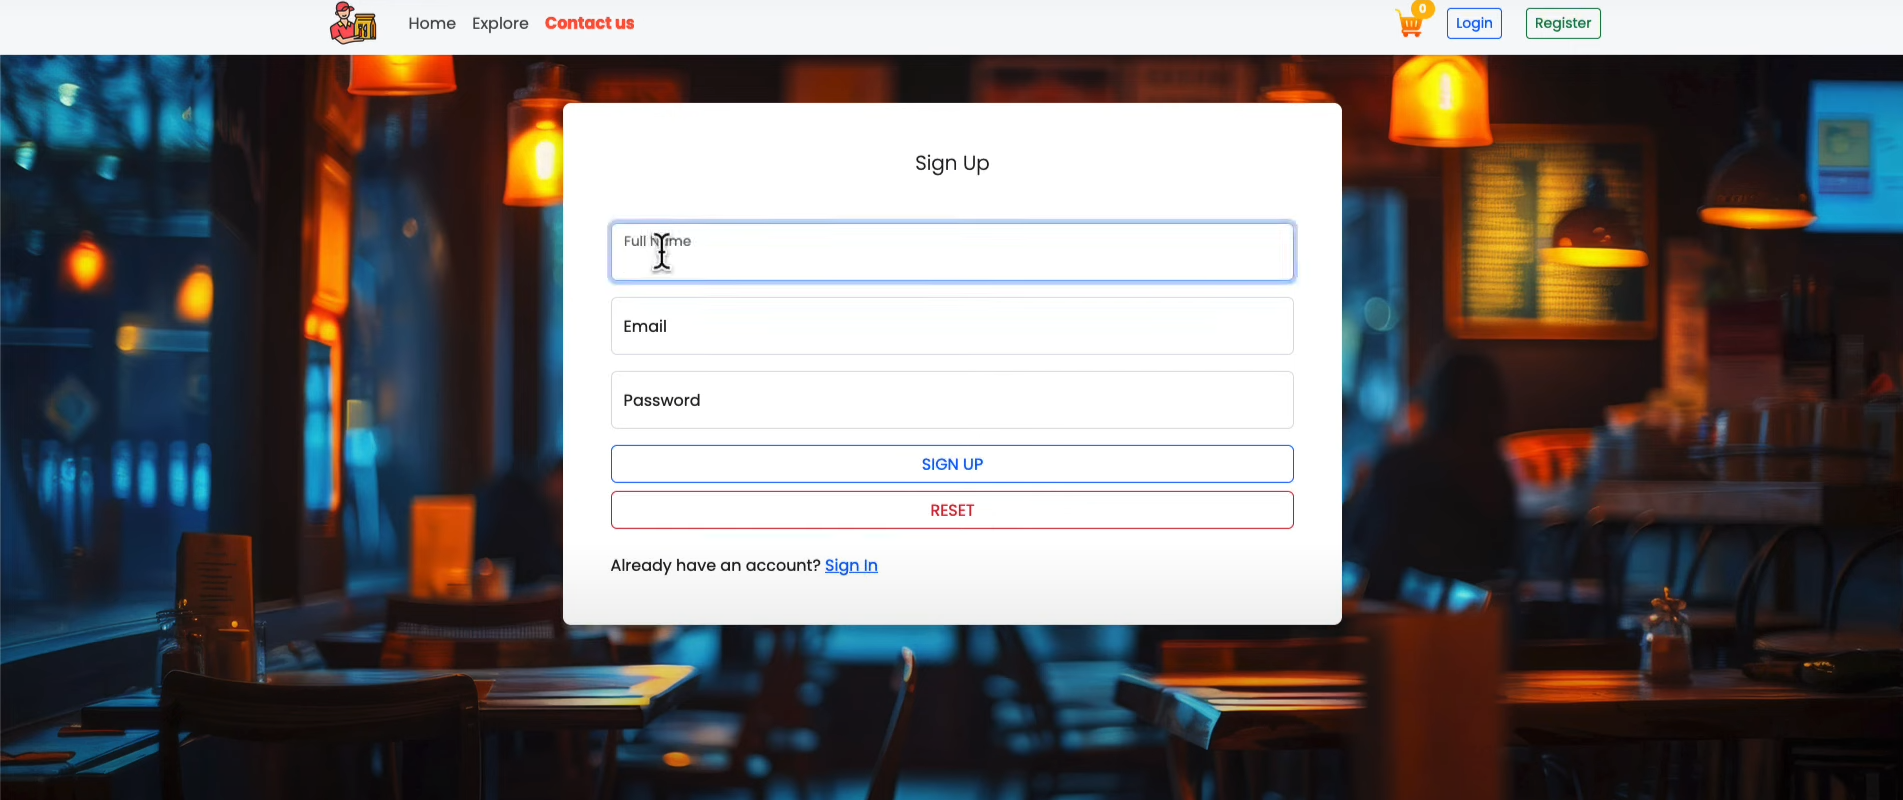 Home Explore Contact us 0 Login Register
Sign Up
Full Name
Email
Password
SIGN UP
RESET
Already have an account? Sign In